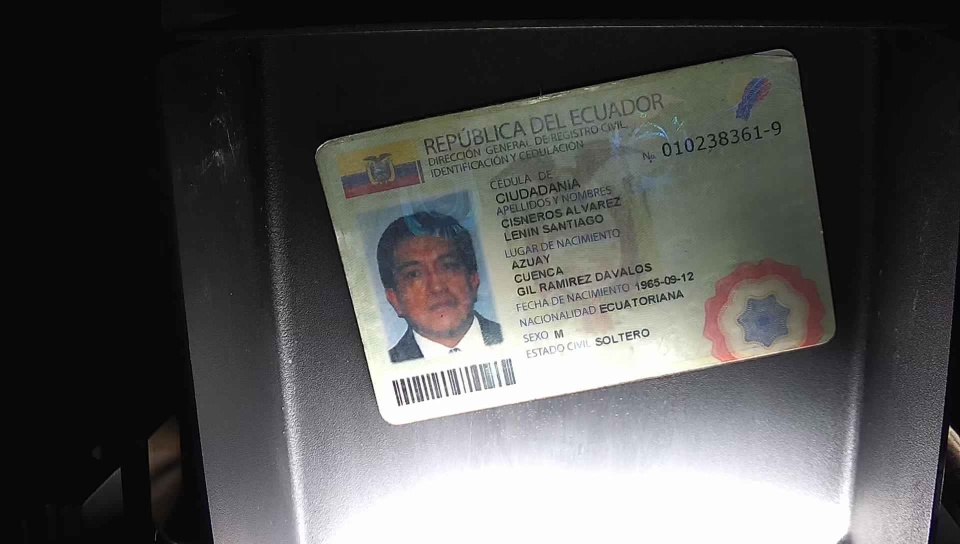 REPÚBLICA DEL ECUADOR
DIRECCIÓN GENERAL DE REGISTRO CIVIL
IDENTIFICACIÓN Y CEDULACIÓN
No. 010238361-9
CÉDULA DE
CIUDADANIA
APELLIDOS Y NOMBRES
CISNEROS ALVAREZ
LENIN SANTIAGO
LUGAR DE NACIMIENTO
AZUAY
CUENCA
GIL RAMIREZ DAVALOS
FECHA DE NACIMIENTO 1965-09-12
NACIONALIDAD ECUATORIANA
SEXO M
ESTADO CIVIL SOLTERO